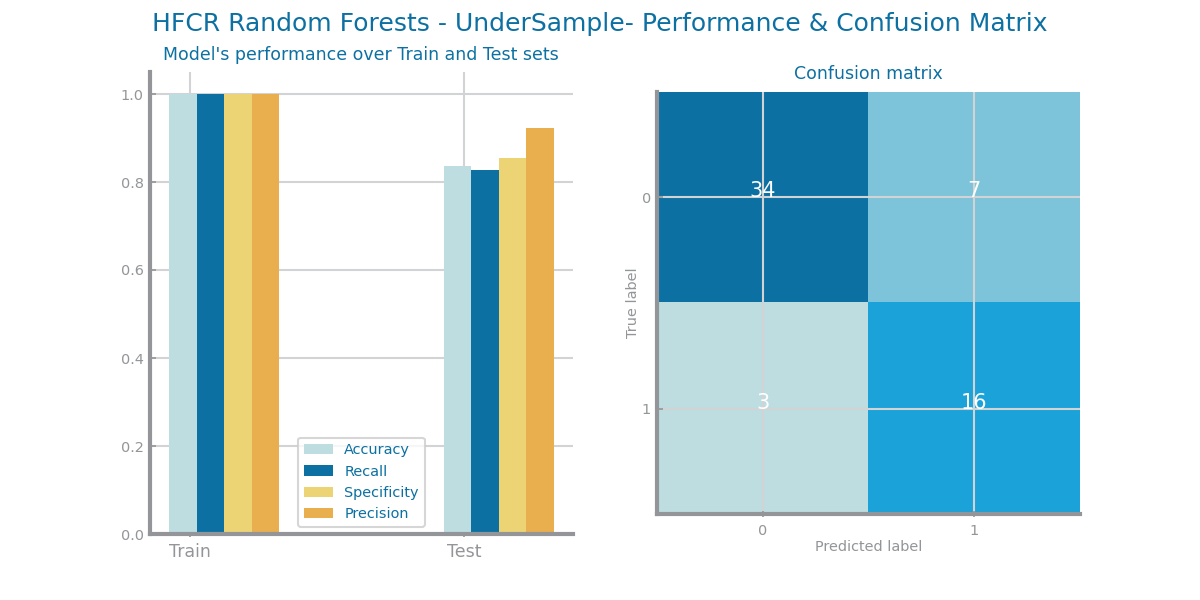 HFCR Random Forests - UnderSample- Performance & Confusion Matrix
Model's performance over Train and Test sets
1.0
0.8
0.6
0.4
0.2
0.0
Train
Test
Accuracy
Recall
Specificity
Precision
Confusion matrix
True label
0
1
34
7
3
16
0
1
Predicted label